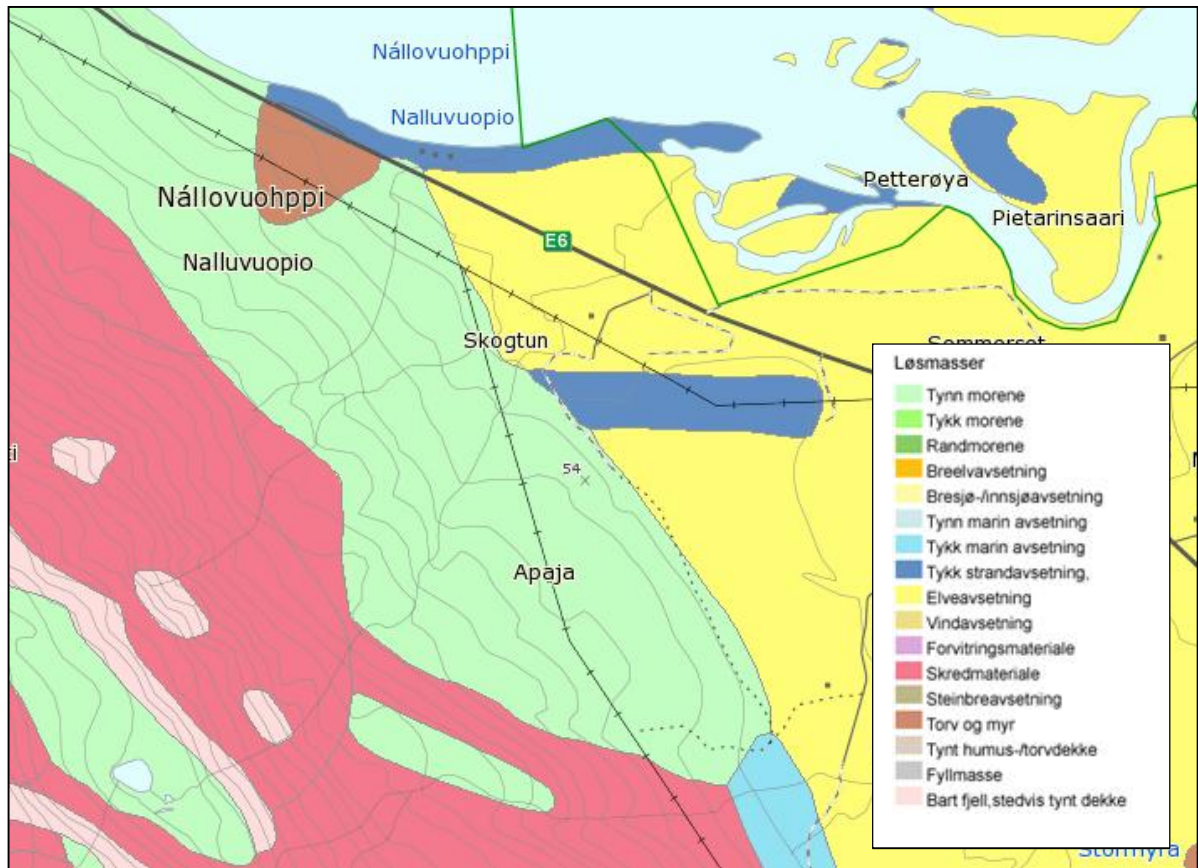 Nállovuohppi
Nalluvuopio
Petterøya
Pietarinsaari
Nállovuohppi
Nalluvuopio
E6
Skogtun
54
Apaja
Løsmasser
Tynn morene
Tykk morene
Randmorene
Breelvavsetning
Bresjø-/innsjøavsetning
Tynn marin avsetning
Tykk marin avsetning
Tykk strandavsetning,
Elveavsetning
Vindavsetning
Forvitringsmateriale
Skredmateriale
Steinbreavsetning
Torv og myr
Tynt humus-/torvdekke
Fyllmasse
Bart fjell,stedvis tynt dekke